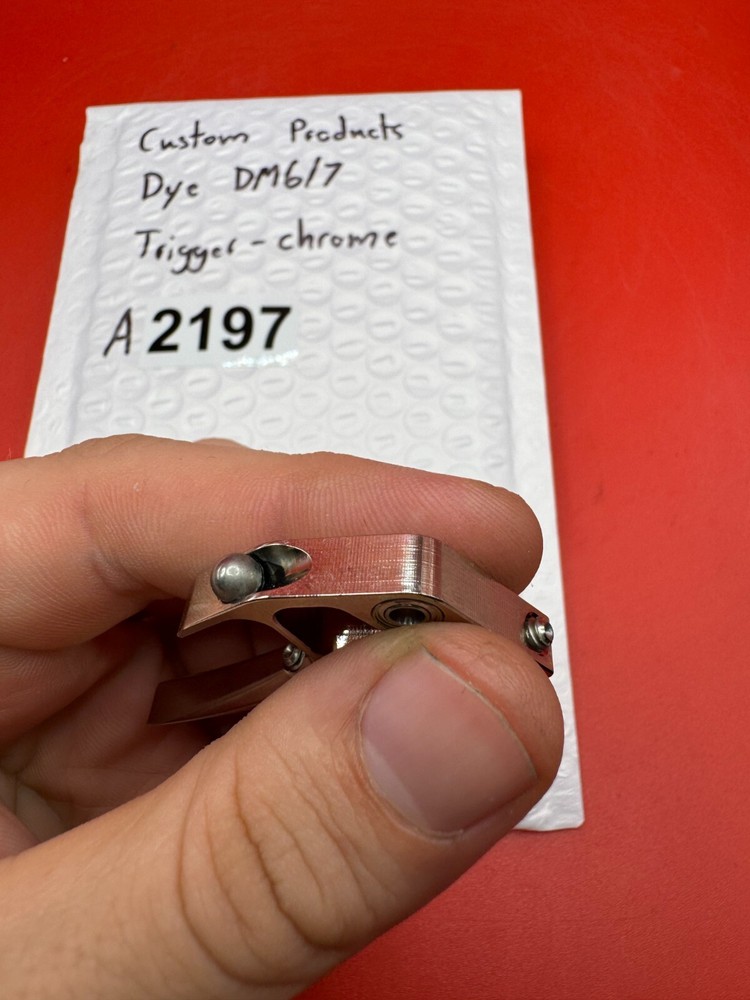 Custom Products
Dye DM6/7
Trigger - chrome
A 2197